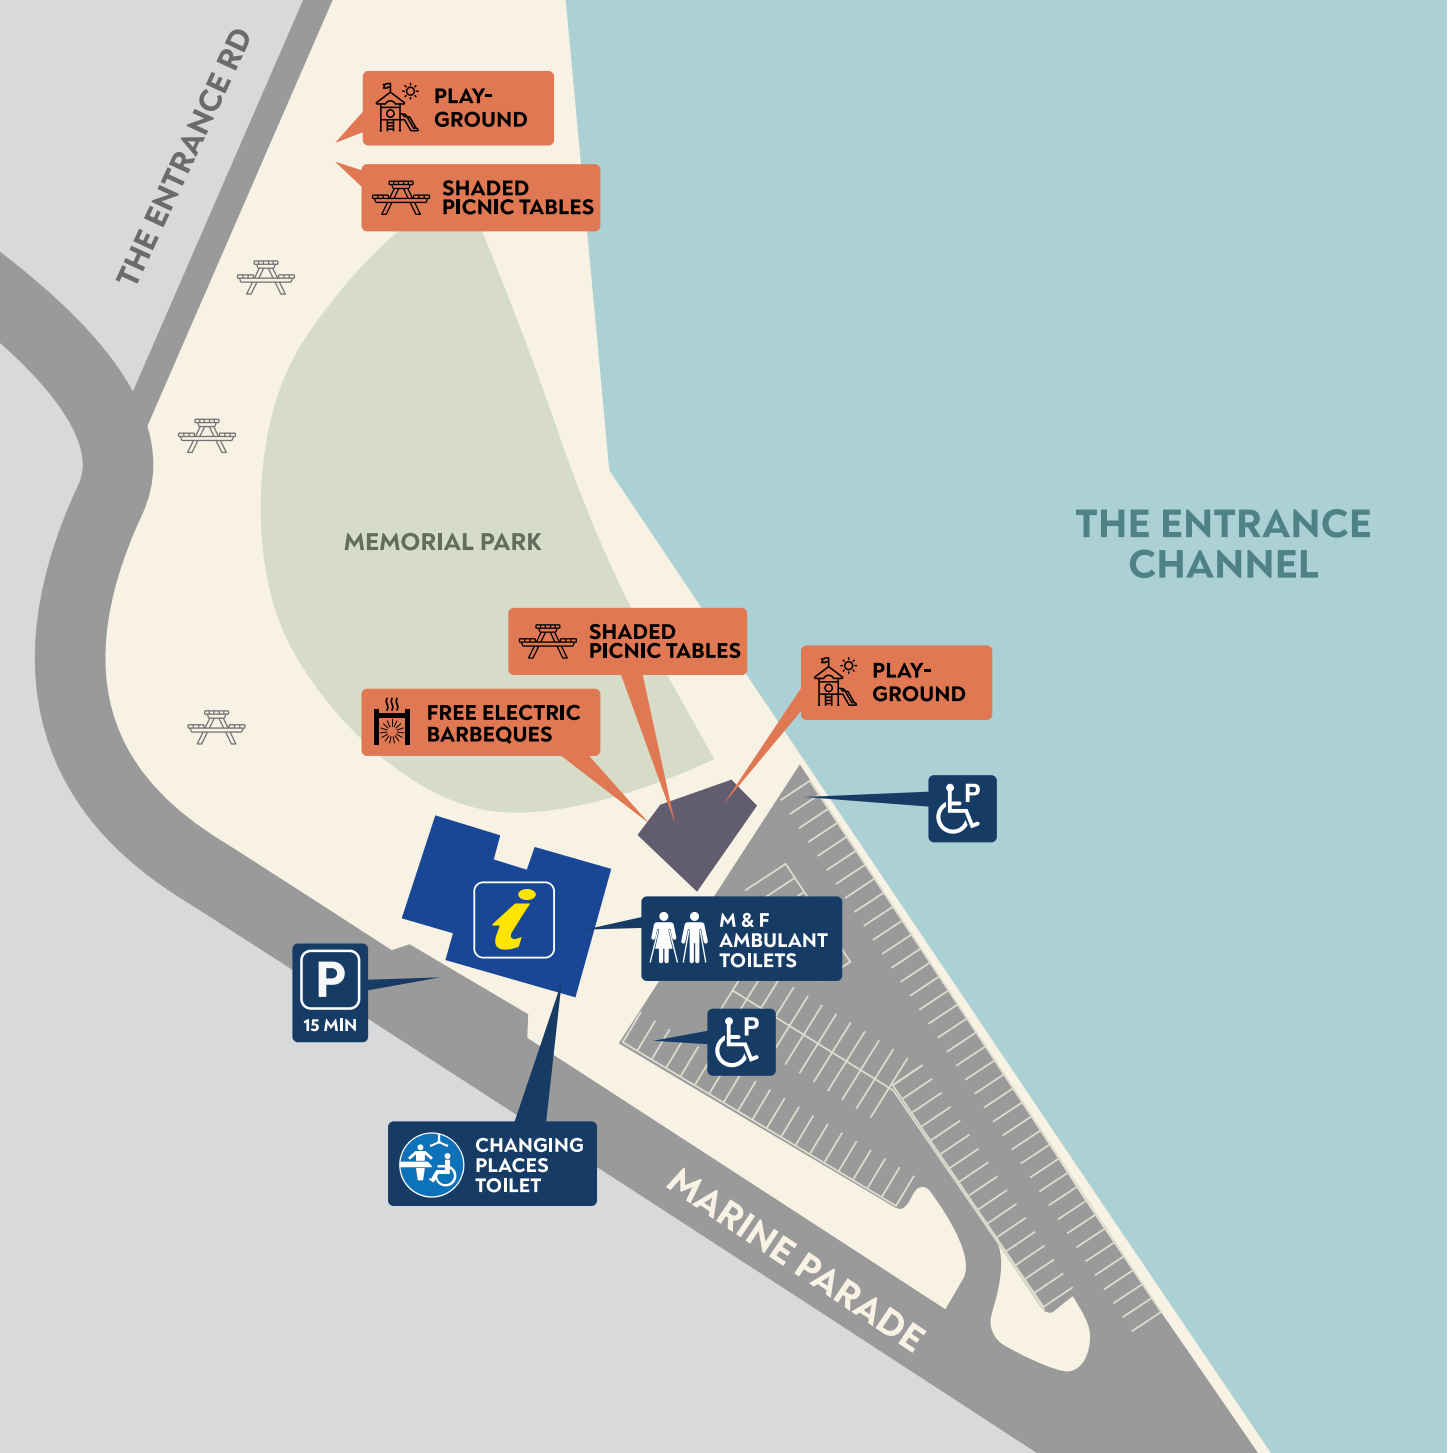 THE ENTRANCE RD
PLAY-
GROUND
SHADED
PICNIC TABLES
MEMORIAL PARK
THE ENTRANCE
CHANNEL
SHADED
PICNIC TABLES
PLAY-
GROUND
FREE ELECTRIC
BARBEQUES
P
i
M & F
AMBULANT
TOILETS
P
15 MIN
P
CHANGING
PLACES
TOILET
MARINE PARADE